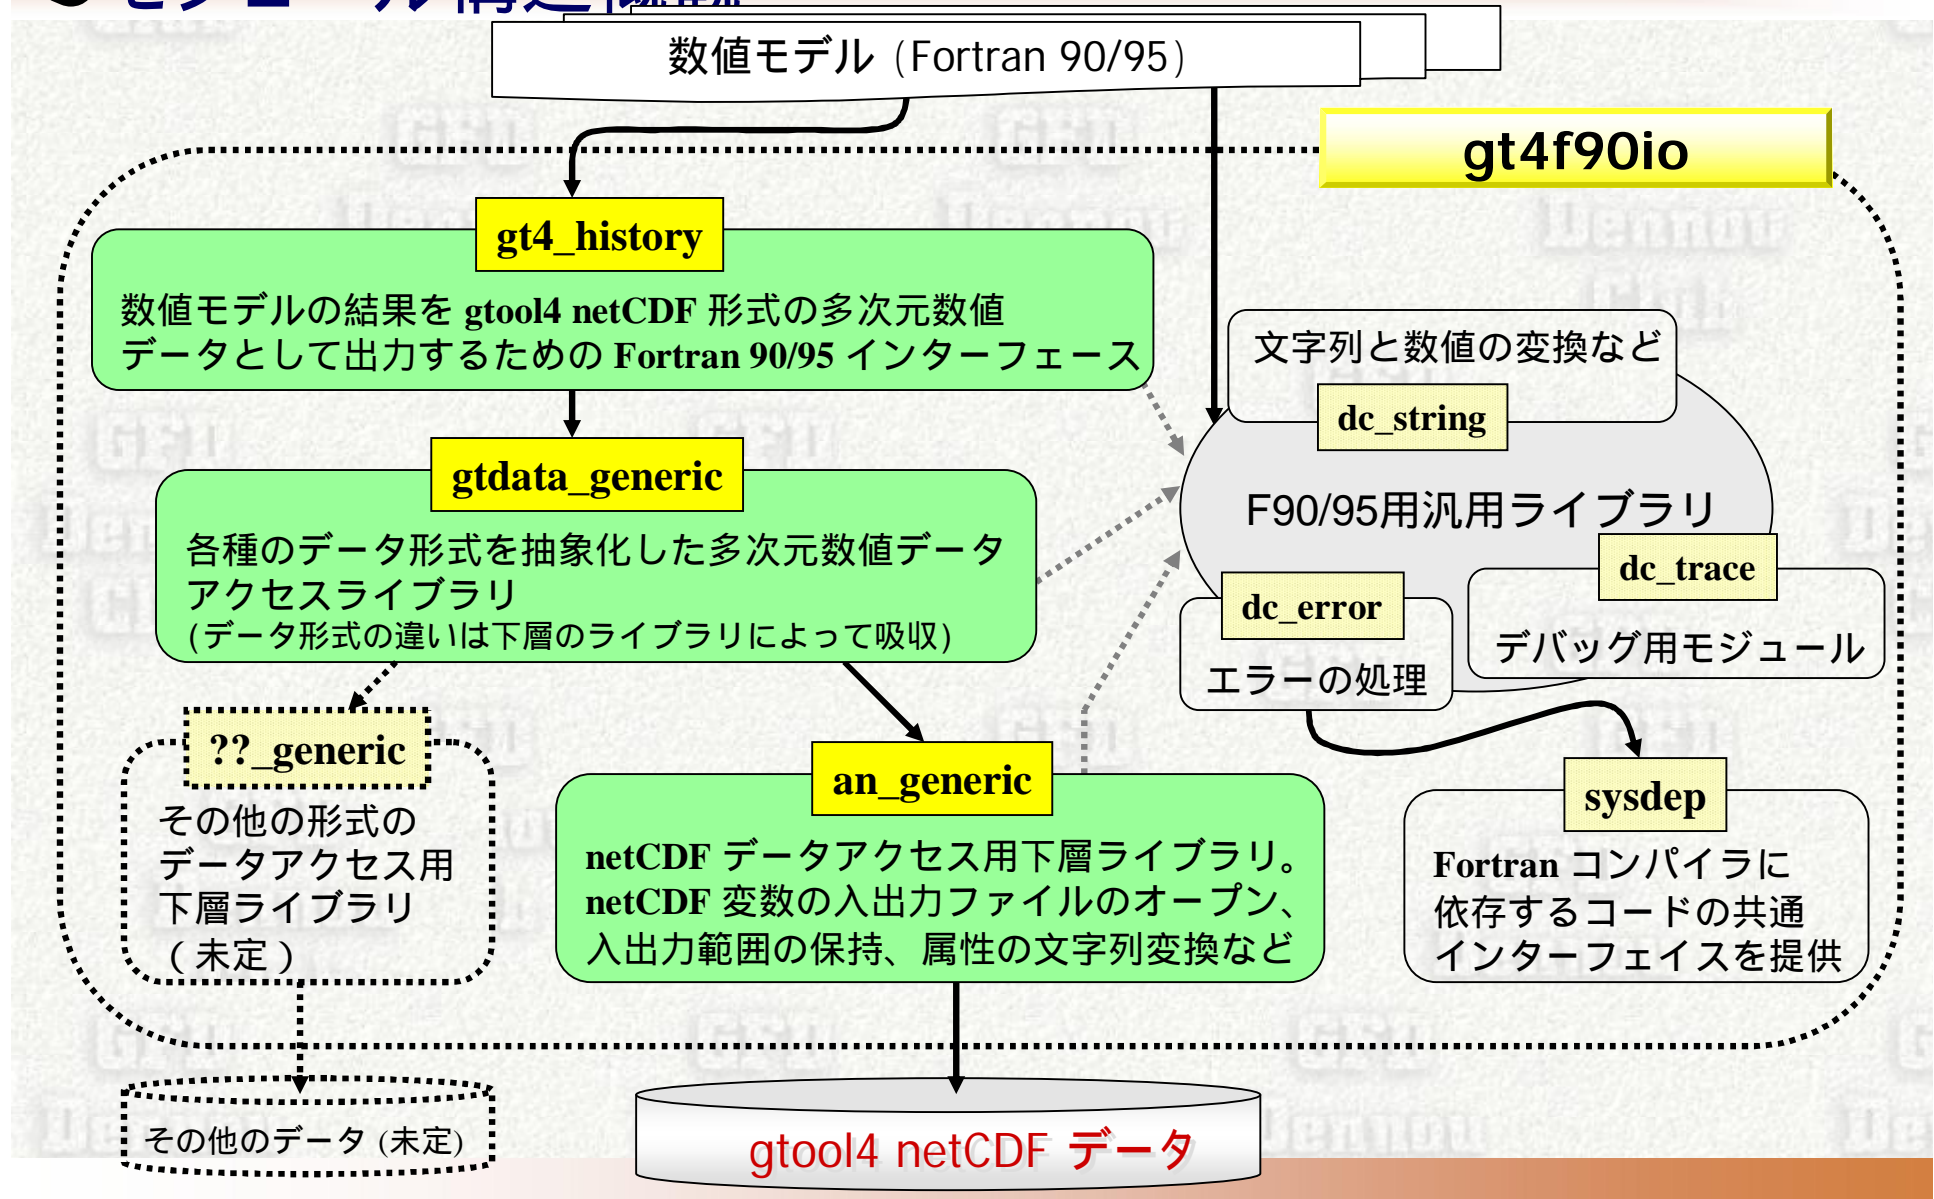 モジュール構造概観
数値モデル (Fortran 90/95)
gt4f90io
gt4_history
数値モデルの結果を gtool4 netCDF 形式の多次元数値
データとして出力するための Fortran 90/95 インターフェース
文字列と数値の変換など
dc_string
gtdata_generic
各種のデータ形式を抽象化した多次元数値データ
アクセスライブラリ
(データ形式の違いは下層のライブラリによって吸収)
F90/95用汎用ライブラリ
dc_trace
デバッグ用モジュール
dc_error
エラーの処理
??_generic
その他の形式の
データアクセス用
下層ライブラリ
(未定)
an_generic
netCDF データアクセス用下層ライブラリ。
netCDF 変数の入出力ファイルのオープン、
入出力範囲の保持、属性の文字列変換など
sysdep
Fortran コンパイラに
依存するコードの共通
インターフェイスを提供
その他のデータ (未定)
gtool4 netCDF データ